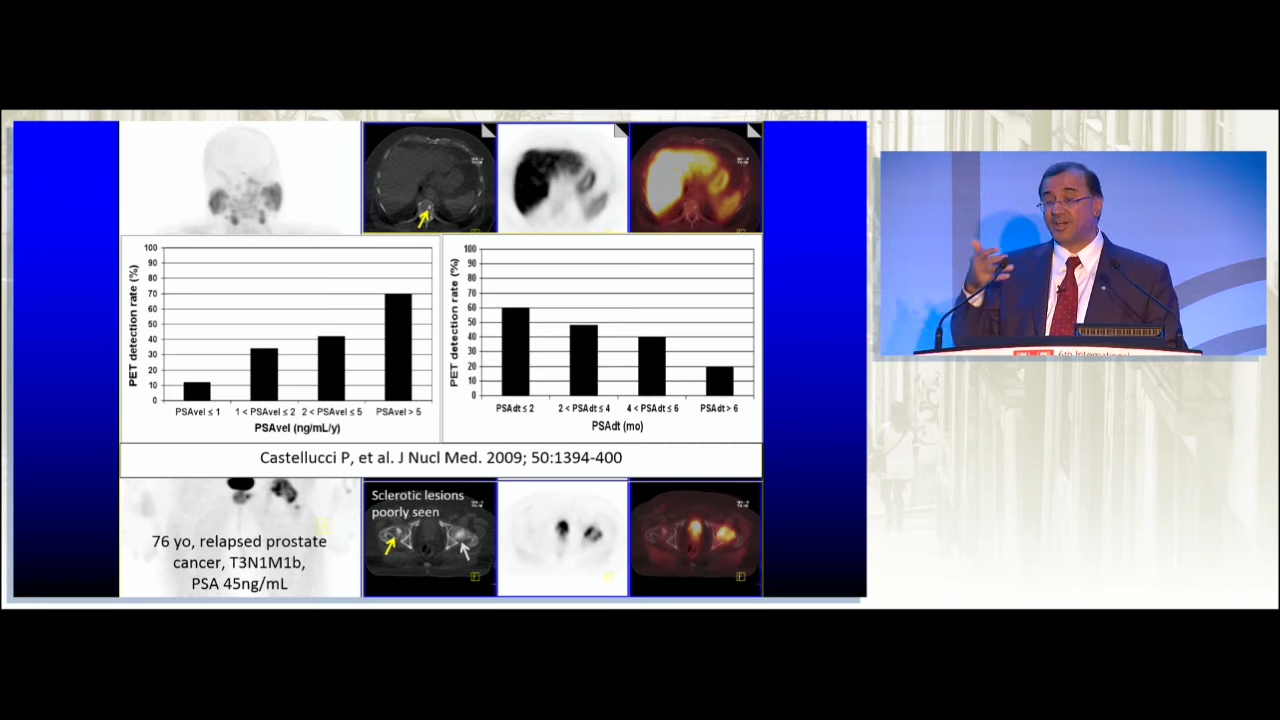 100
90
80
70
60
50
40
30
20
10
0
PET detection rate (%)
PSAvel ≤ 1
1 < PSAvel ≤ 2
2 < PSAvel ≤ 5
PSAvel > 5
PSAvel (ng/mL/y)
100
90
80
70
60
50
40
30
20
10
0
PET detection rate (%)
PSAdt ≤ 2
2 < PSAdt ≤ 4
4 < PSAdt ≤ 6
PSAdt > 6
PSAdt (mo)
Castellucci P, et al. J Nucl Med. 2009; 50:1394-400
76 yo, relapsed prostate
cancer, T3N1M1b,
PSA 45ng/mL
Sclerotic lesions
poorly seen
F
F
6th International